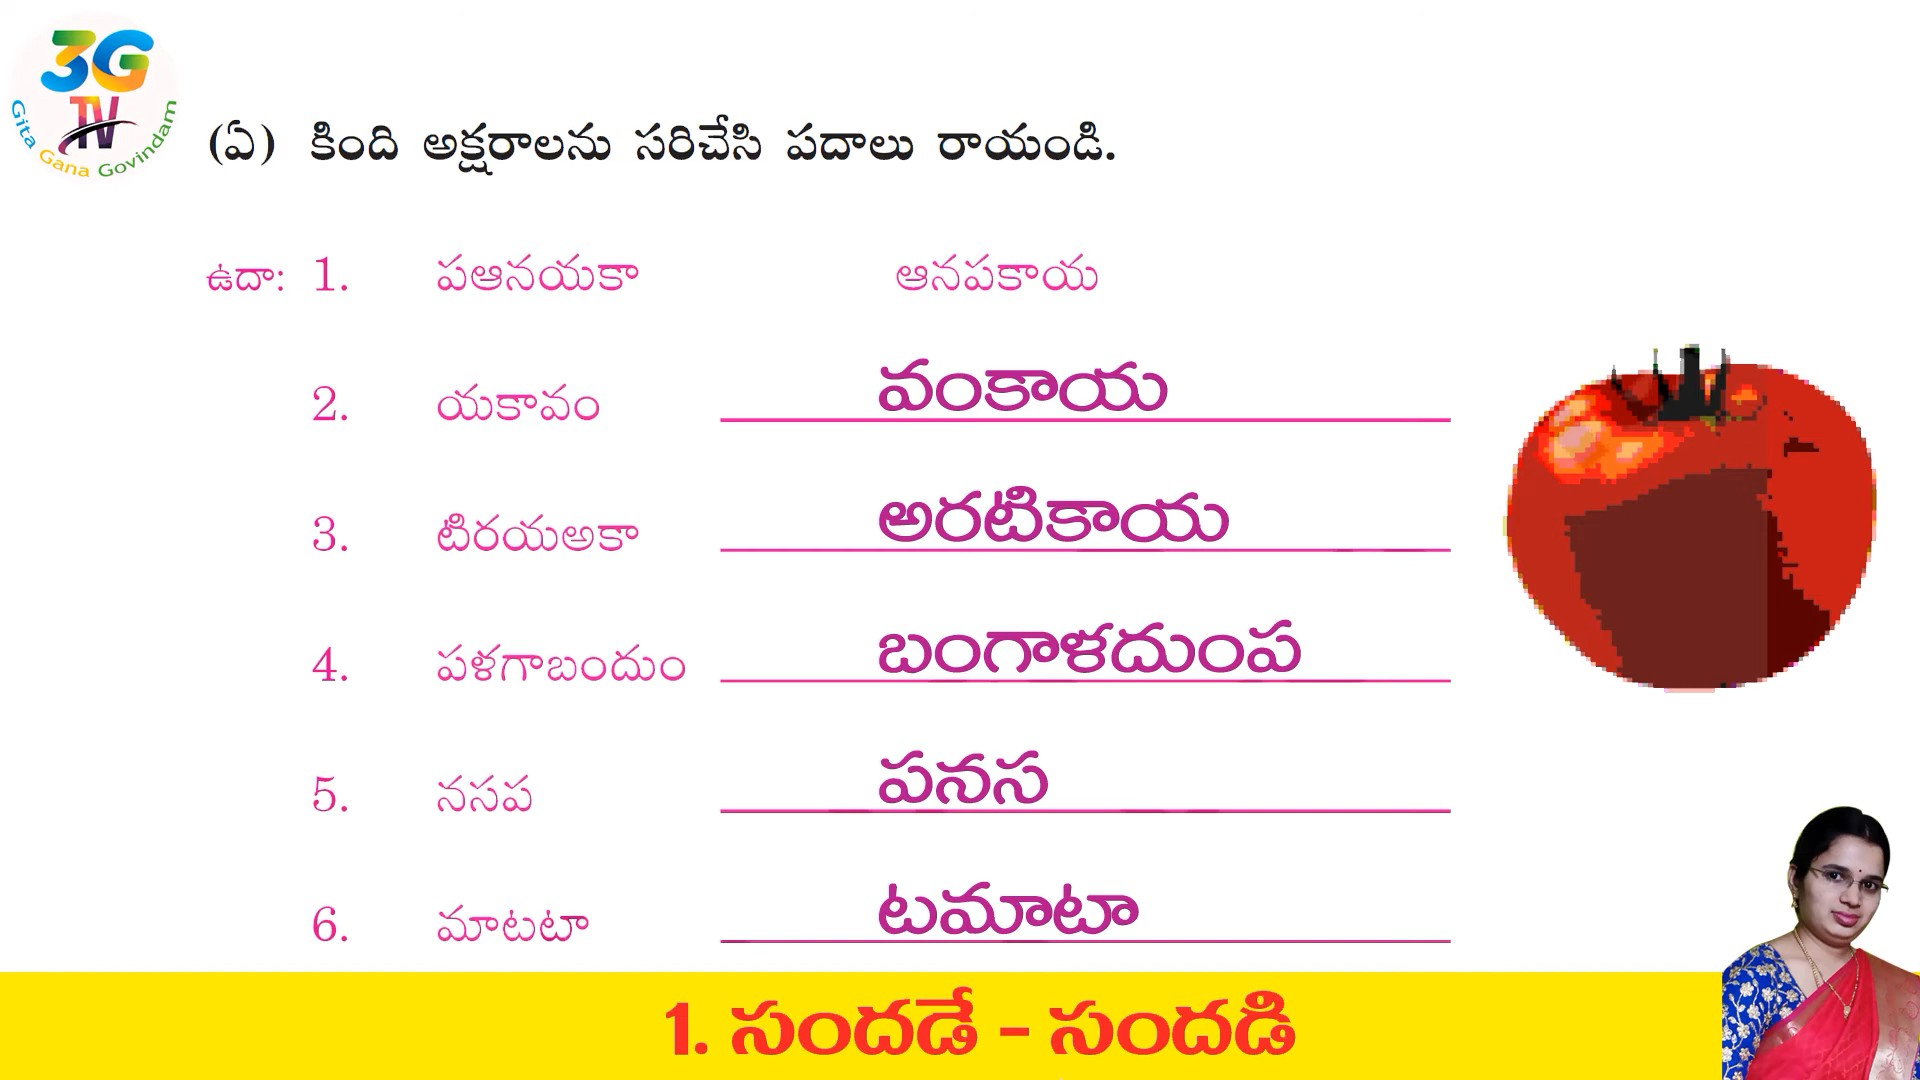 3G
TV
Gita Gana Govindam
(ఏ) కింది అక్షరాలను సరిచేసి పదాలు రాయండి.
ఉదా: 1. పఆనయకా ఆనపకాయ
2. యకావం వంకాయ
3. టిరయఅకా అరటికాయ
4. పళగాబందుం బంగాళదుంప
5. నసప పనస
6. మాటటా టమాటా
1. సందడే - సందడి